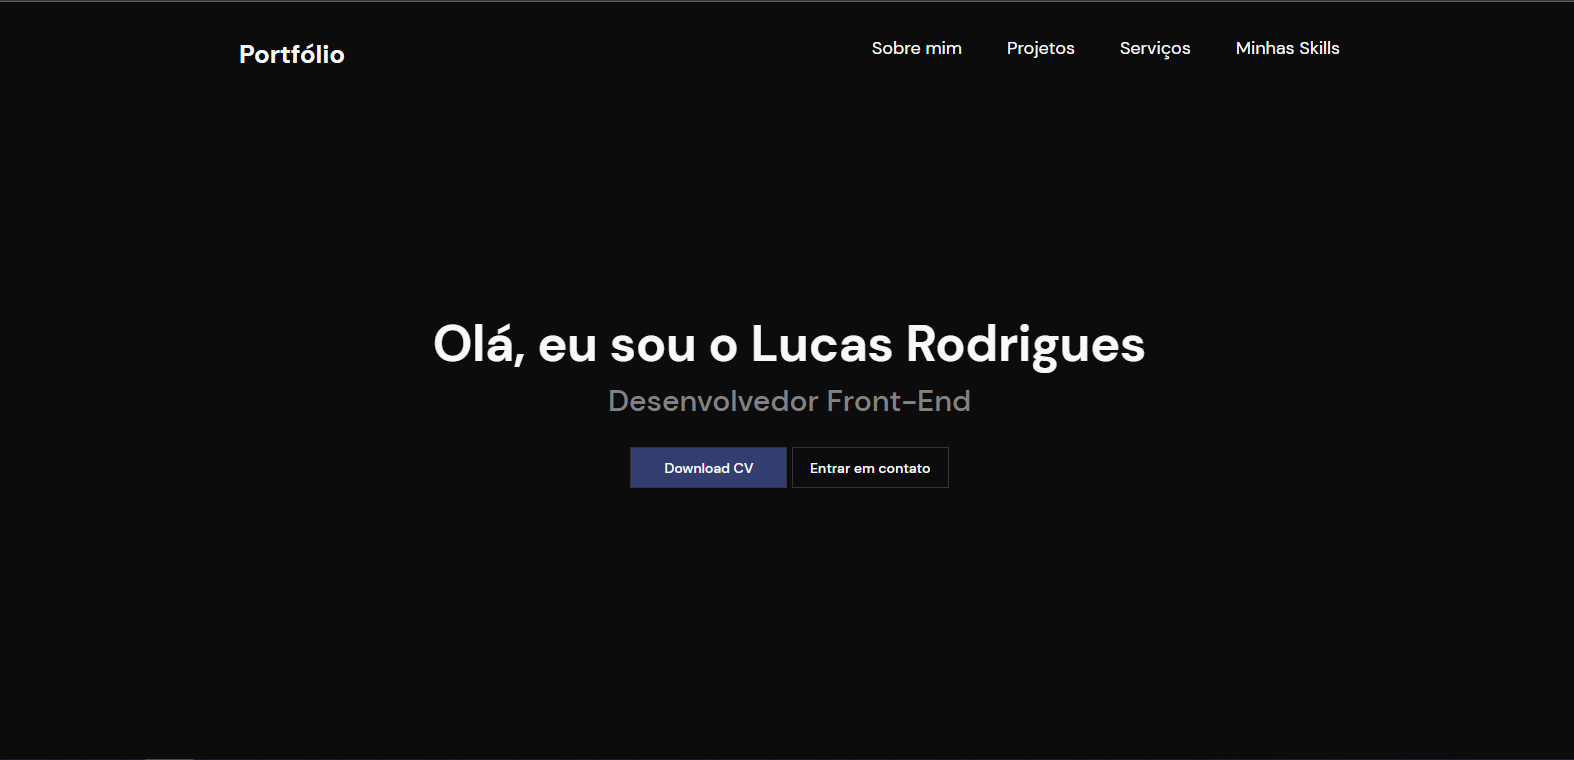 Portfólio
Sobre mim Projetos Serviços Minhas Skills
Olá, eu sou o Lucas Rodrigues
Desenvolvedor Front-End
Download CV Entrar em contato